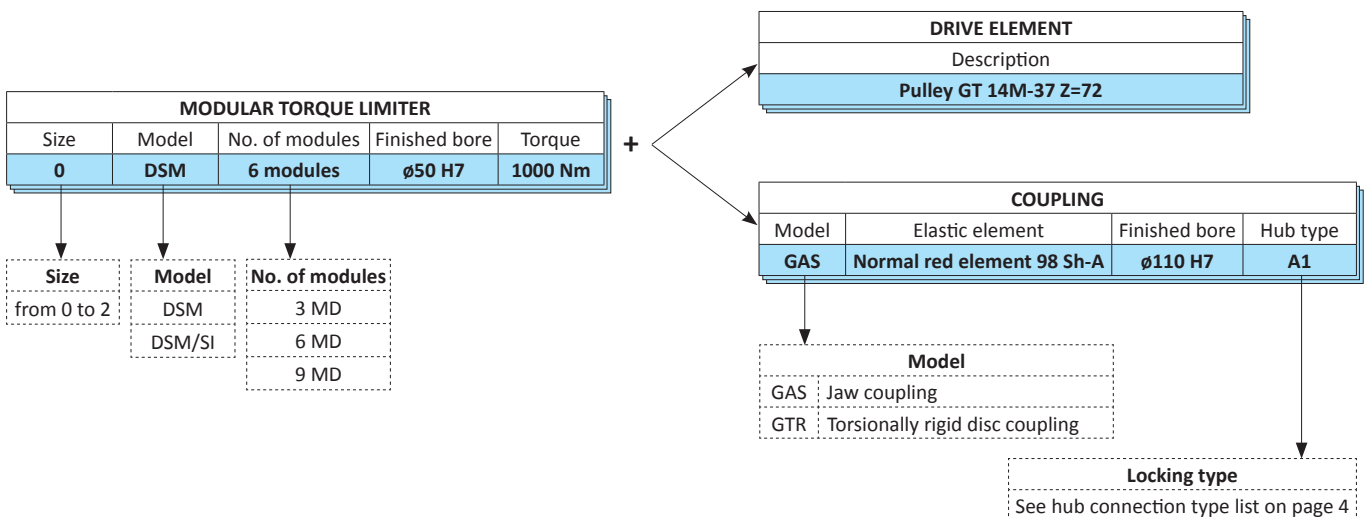 DRIVE ELEMENT
Description
Pulley GT 14M-37 Z=72
MODULAR TORQUE LIMITER
Size Model No. of modules Finished bore Torque
0 DSM 6 modules ø50 H7 1000 Nm
+
COUPLING
Model Elastic element Finished bore Hub type
GAS Normal red element 98 Sh-A ø110 H7 A1
Size
from 0 to 2
Model
DSM
DSM/SI
No. of modules
3 MD
6 MD
9 MD
Model
GAS Jaw coupling
GTR Torsionally rigid disc coupling
Locking type
See hub connection type list on page 4